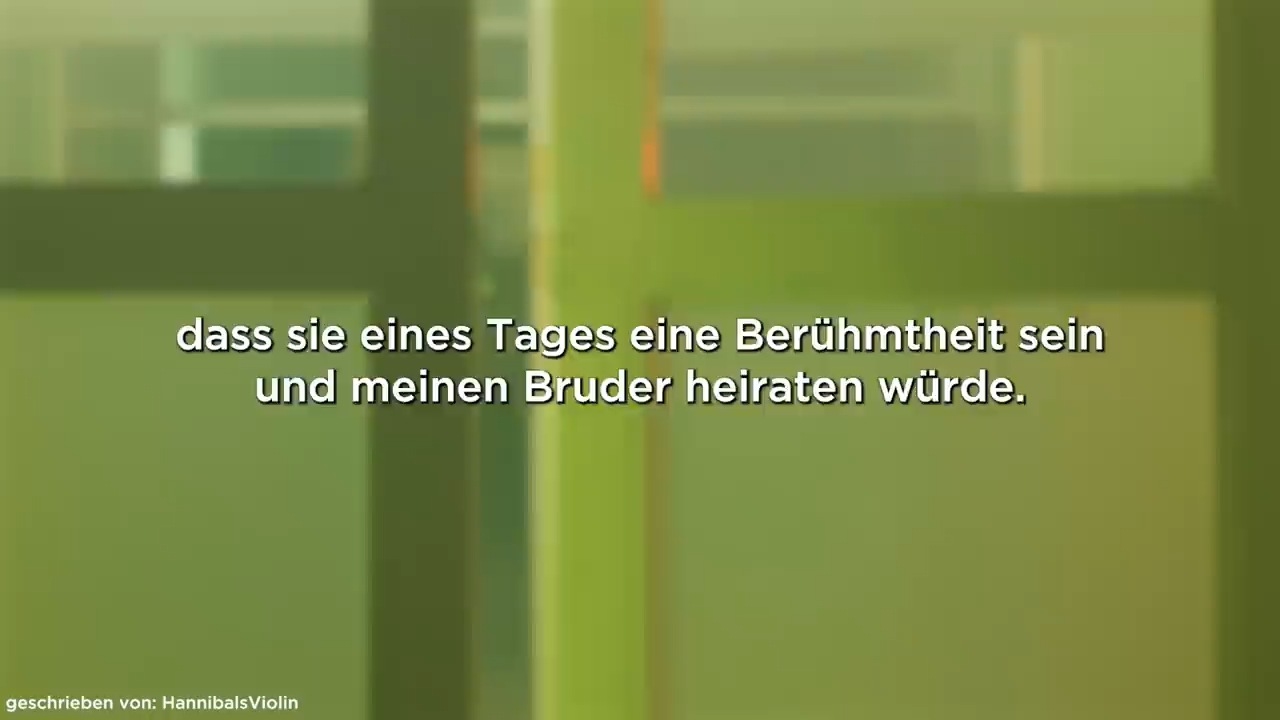 dass sie eines Tages eine Berühmtheit sein
und meinen Bruder heiraten würde.
geschrieben von: HannibalsViolin